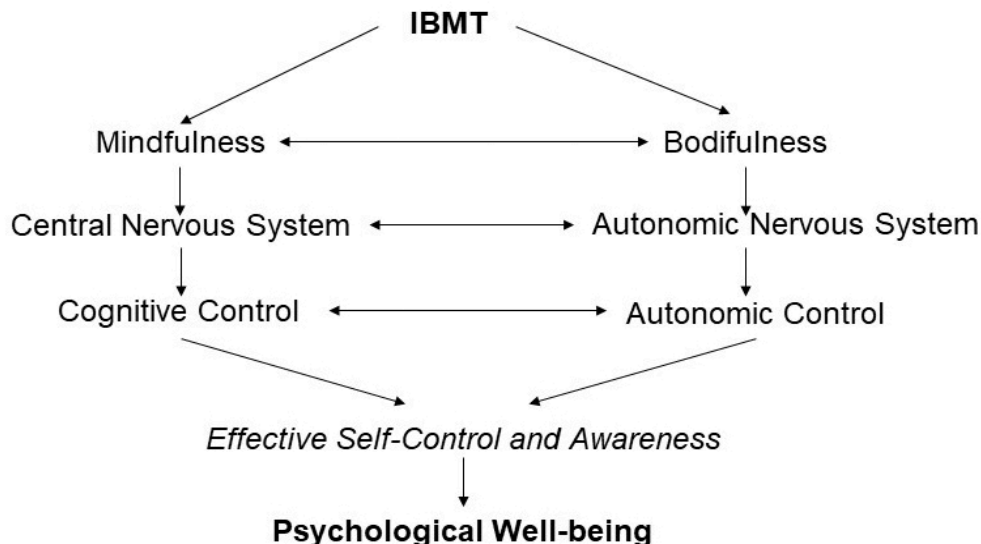 IBMT
Mindfulness
Bodifulness
Central Nervous System
Autonomic Nervous System
Cognitive Control
Autonomic Control
Effective Self-Control and Awareness
Psychological Well-being